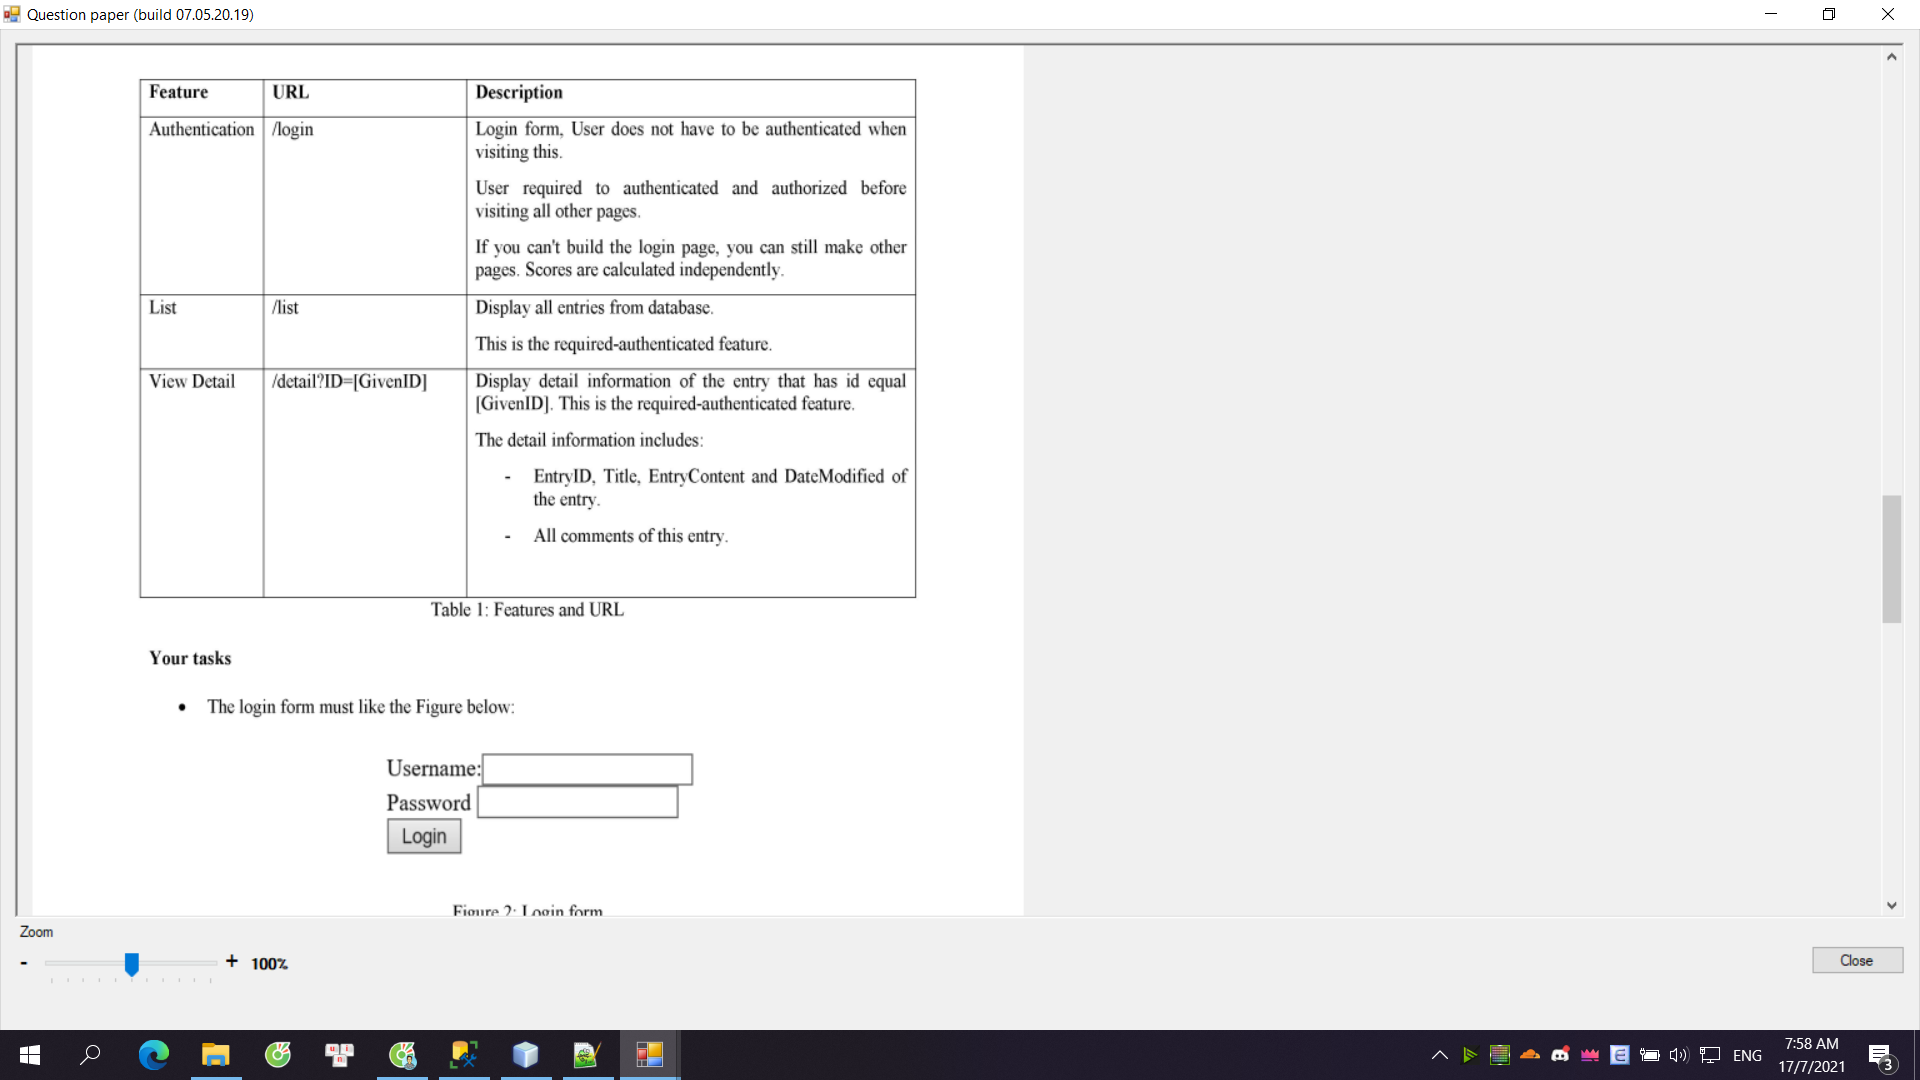 Question paper (build 07.05.20.19)
Feature URL Description
Authentication /login Login form, User does not have to be authenticated when
visiting this.
User required to authenticated and authorized before
visiting all other pages.
If you can't build the login page, you can still make other
pages. Scores are calculated independently.
List /list Display all entries from database.
This is the required-authenticated feature.
View Detail /detail?ID=[GivenID] Display detail information of the entry that has id equal
[GivenID]. This is the required-authenticated feature.
The detail information includes:
- EntryID, Title, EntryContent and DateModified of
the entry.
- All comments of this entry.
Table 1: Features and URL
Your tasks
• The login form must like the Figure below:
Username:
Password
Login
Figure 2: Login form
Zoom
- + 100%
Close
ENG
7:58 AM
17/7/2021
3